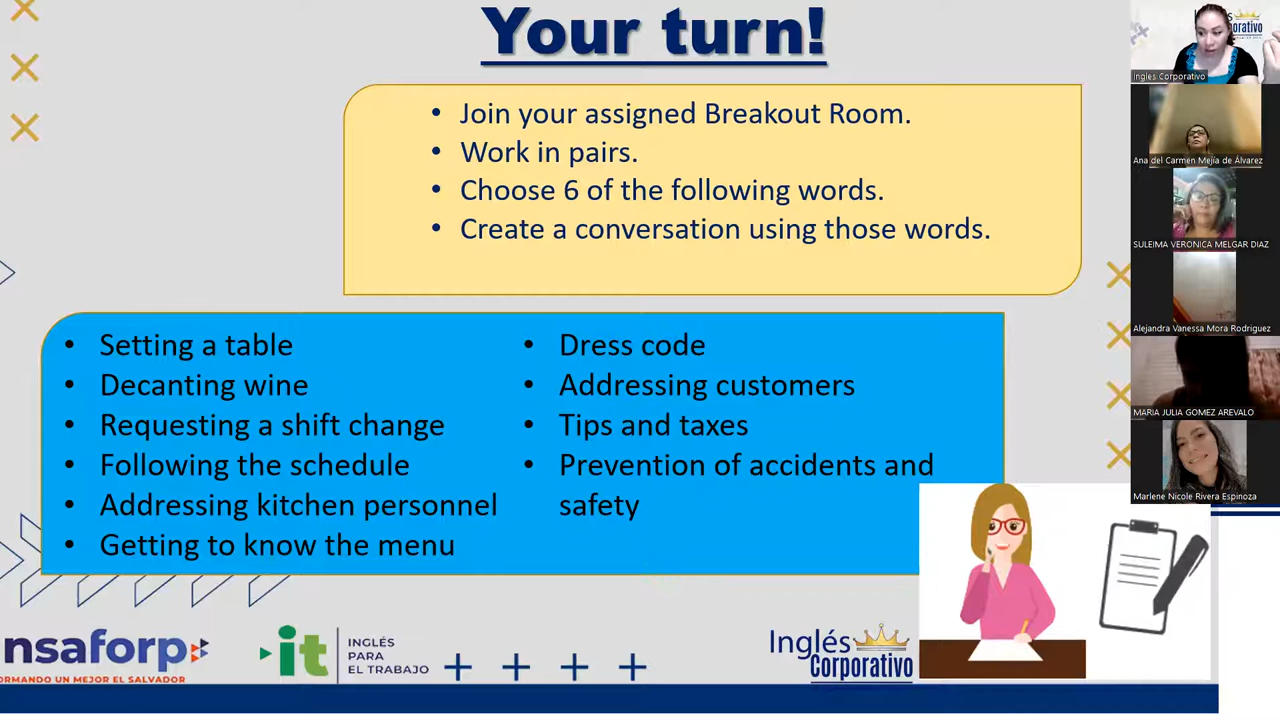 Your turn!
• Join your assigned Breakout Room.
• Work in pairs.
• Choose 6 of the following words.
• Create a conversation using those words.
• Setting a table
• Decanting wine
• Requesting a shift change
• Following the schedule
• Addressing kitchen personnel
• Getting to know the menu
• Dress code
• Addressing customers
• Tips and taxes
• Prevention of accidents and
safety
nsaforp
ORMANDO UN MEJOR EL SALVADOR
it
INGLÉS
PARA
EL TRABAJO
Inglés
Corporativo
Ingles Corporativo
Ana del Carmen Mejía de Álvarez
SULEIMA VERONICA MELGAR DIAZ
Alejandra Vanessa Mora Rodriguez
MARIA JULIA GOMEZ AREVALO
Marlene Nicole Rivera Espinoza